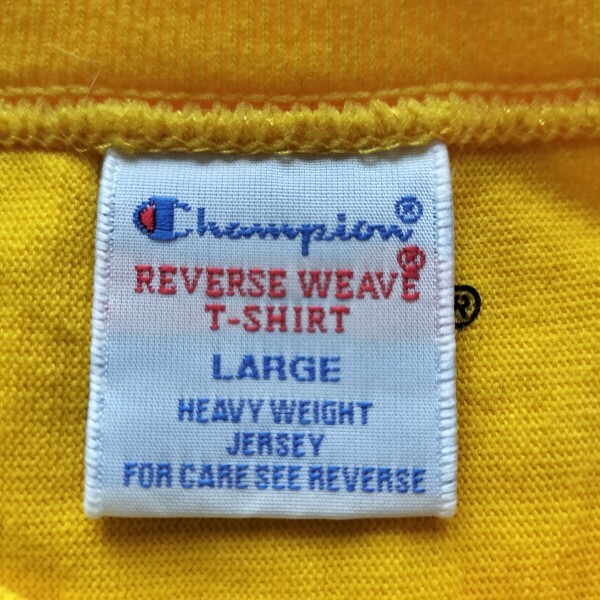 Champion®
REVERSE WEAVE®
T-SHIRT
LARGE
HEAVY WEIGHT
JERSEY
FOR CARE SEE REVERSE
®